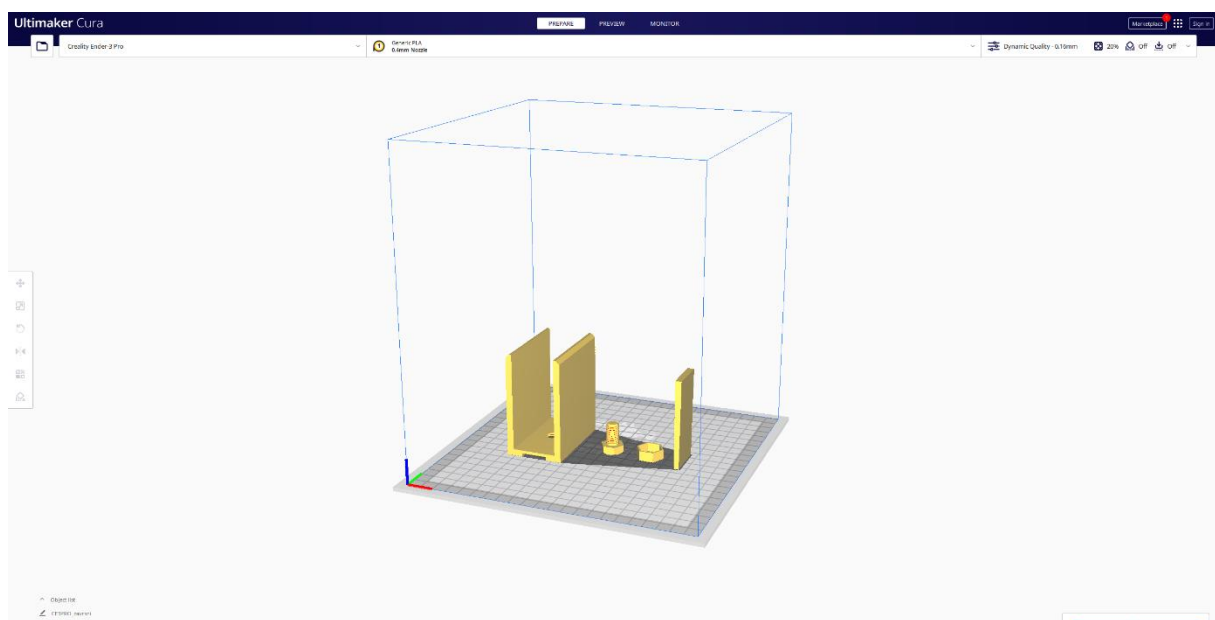 Ultimaker Cura
PREPARE PREVIEW MONITOR
Marketplace
Sign in
Creality Ender-3 Pro
Generic PLA
0.4mm Nozzle
Dynamic Quality - 0.16mm 20% Off Off
Object list